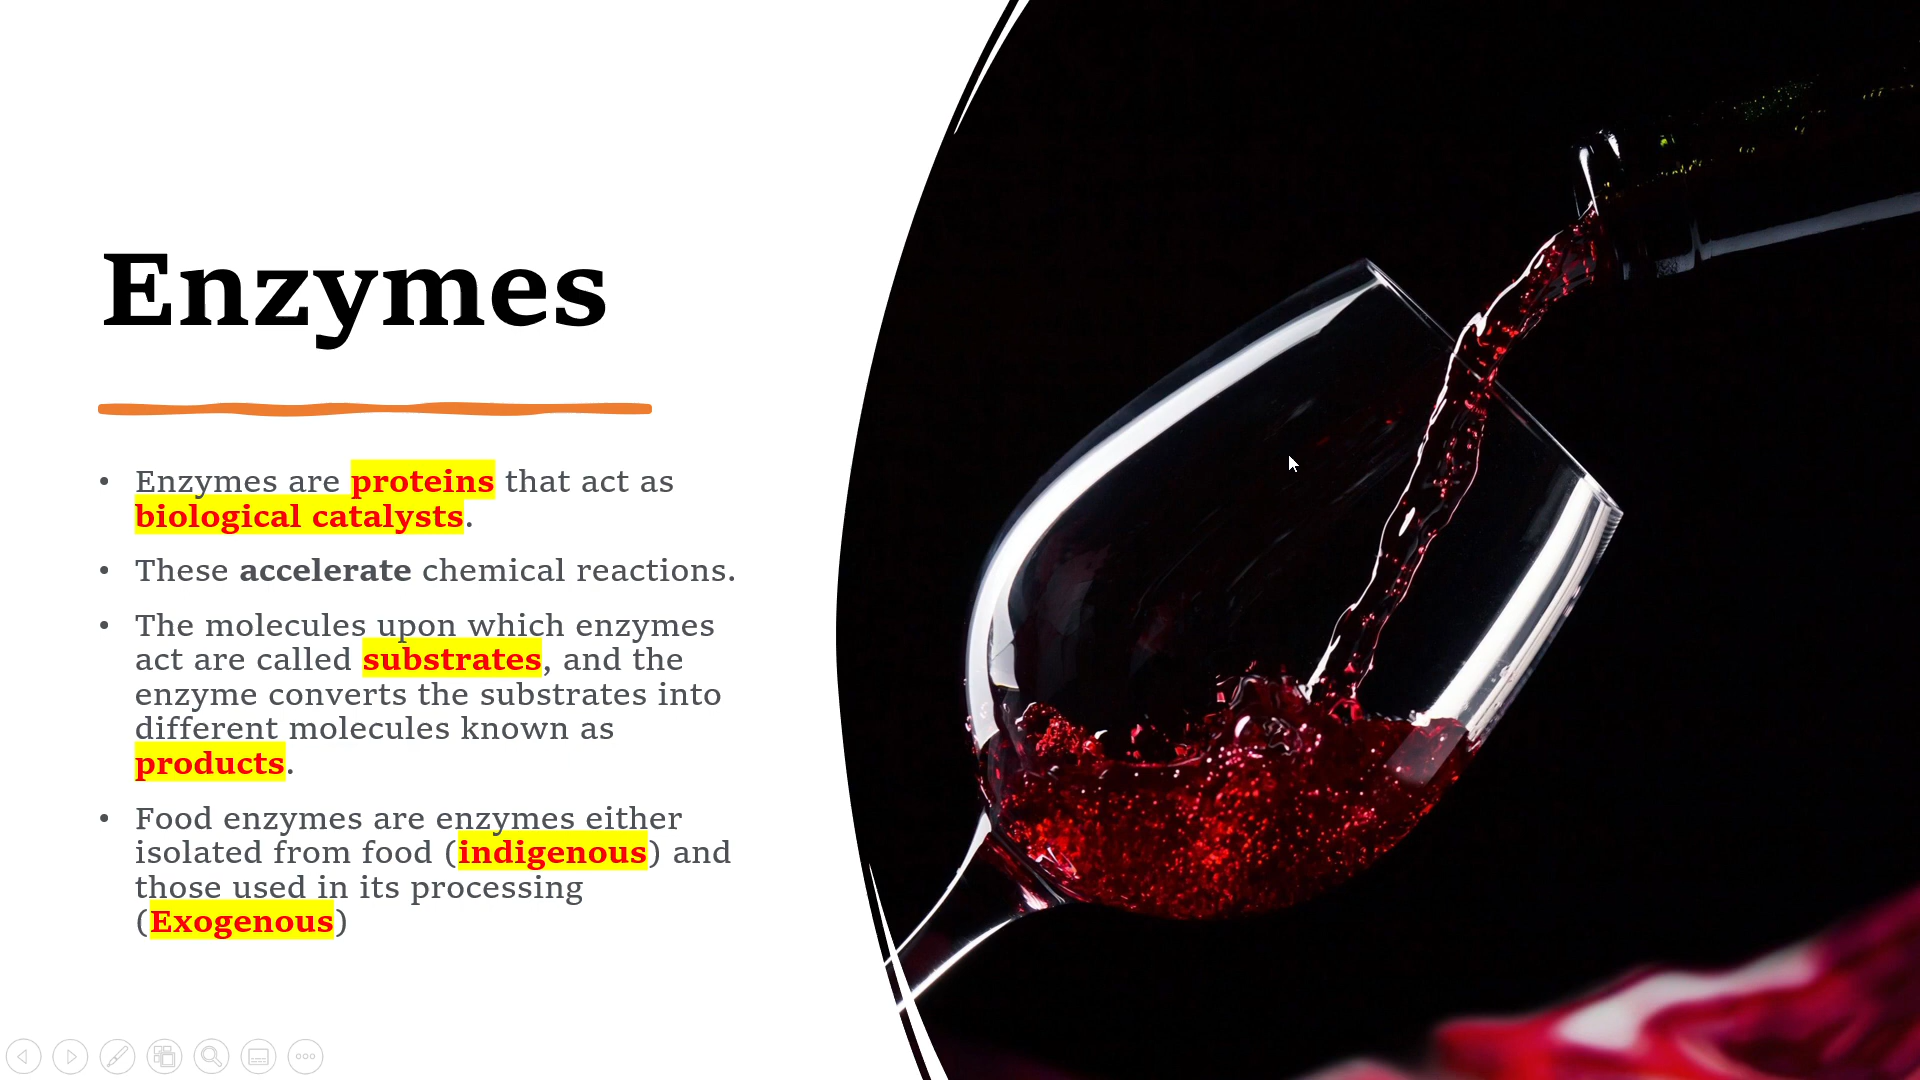 Enzymes
• Enzymes are proteins that act as
biological catalysts.
• These accelerate chemical reactions.
• The molecules upon which enzymes
act are called substrates, and the
enzyme converts the substrates into
different molecules known as
products.
• Food enzymes are enzymes either
isolated from food (indigenous) and
those used in its processing
(Exogenous)